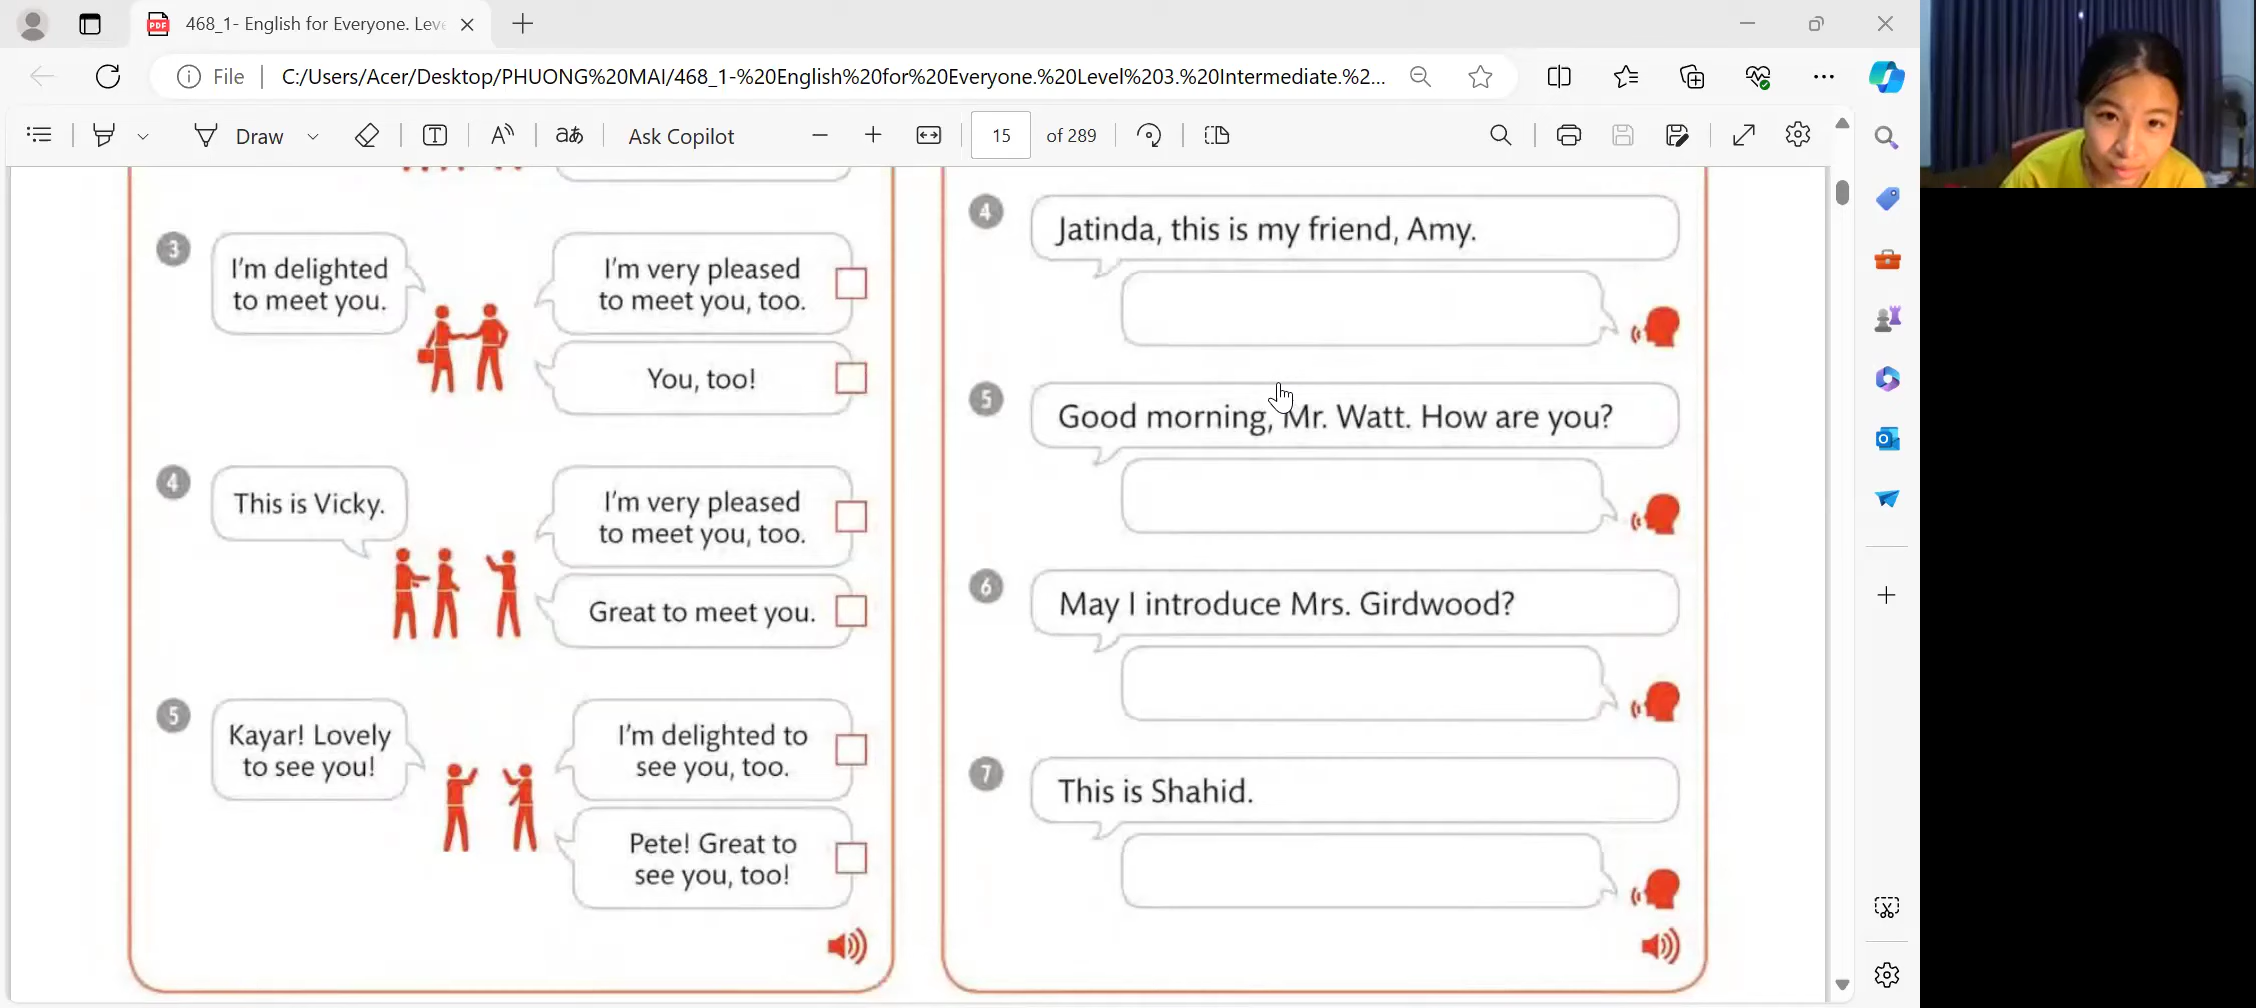 468_1- English for Everyone. Leve
File
C:/Users/Acer/Desktop/PHUONG%20MAI/468_1-%20English%20for%20Everyone.%20Level%203.%20Intermediate.%2...
Draw
Ask Copilot
15
of 289
3
I'm delighted
to meet you.
I'm very pleased
to meet you, too.
You, too!
4
This is Vicky.
I'm very pleased
to meet you, too.
Great to meet you.
5
Kayar! Lovely
to see you!
I'm delighted to
see you, too.
Pete! Great to
see you, too!
4
Jatinda, this is my friend, Amy.
5
Good morning, Mr. Watt. How are you?
6
May I introduce Mrs. Girdwood?
7
This is Shahid.